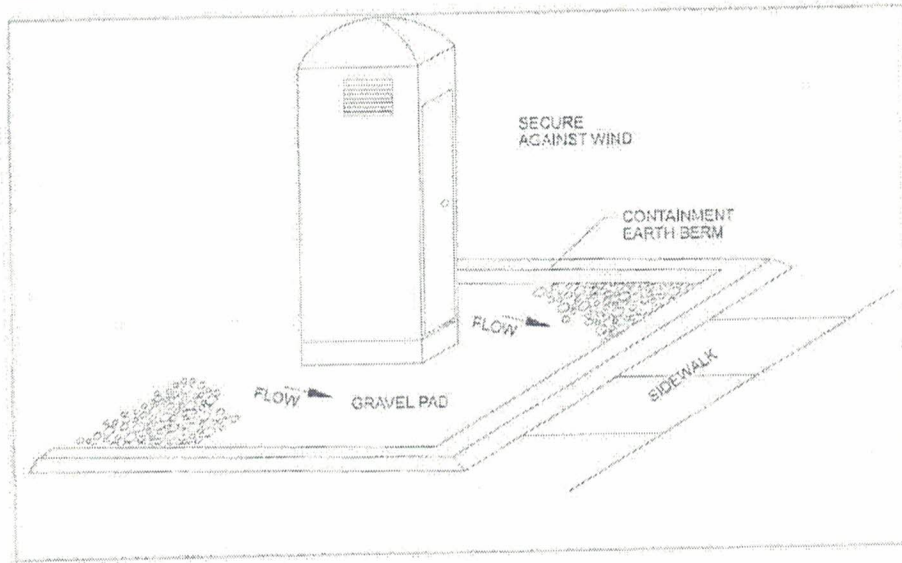 SECURE
AGAINST WIND
CONTAINMENT
EARTH BERM
FLOW
SIDEWALK
FLOW
GRAVEL PAD